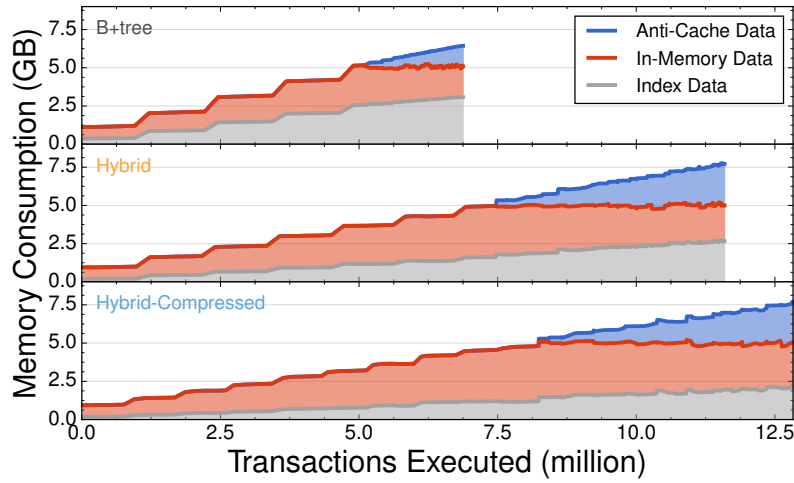 Memory Consumption (GB)
B+tree
7.5
5.0
2.5
0.0
Anti-Cache Data
In-Memory Data
Index Data
Hybrid
7.5
5.0
2.5
0.0
Hybrid-Compressed
7.5
5.0
2.5
0.0
0.0 2.5 5.0 7.5 10.0 12.5
Transactions Executed (million)